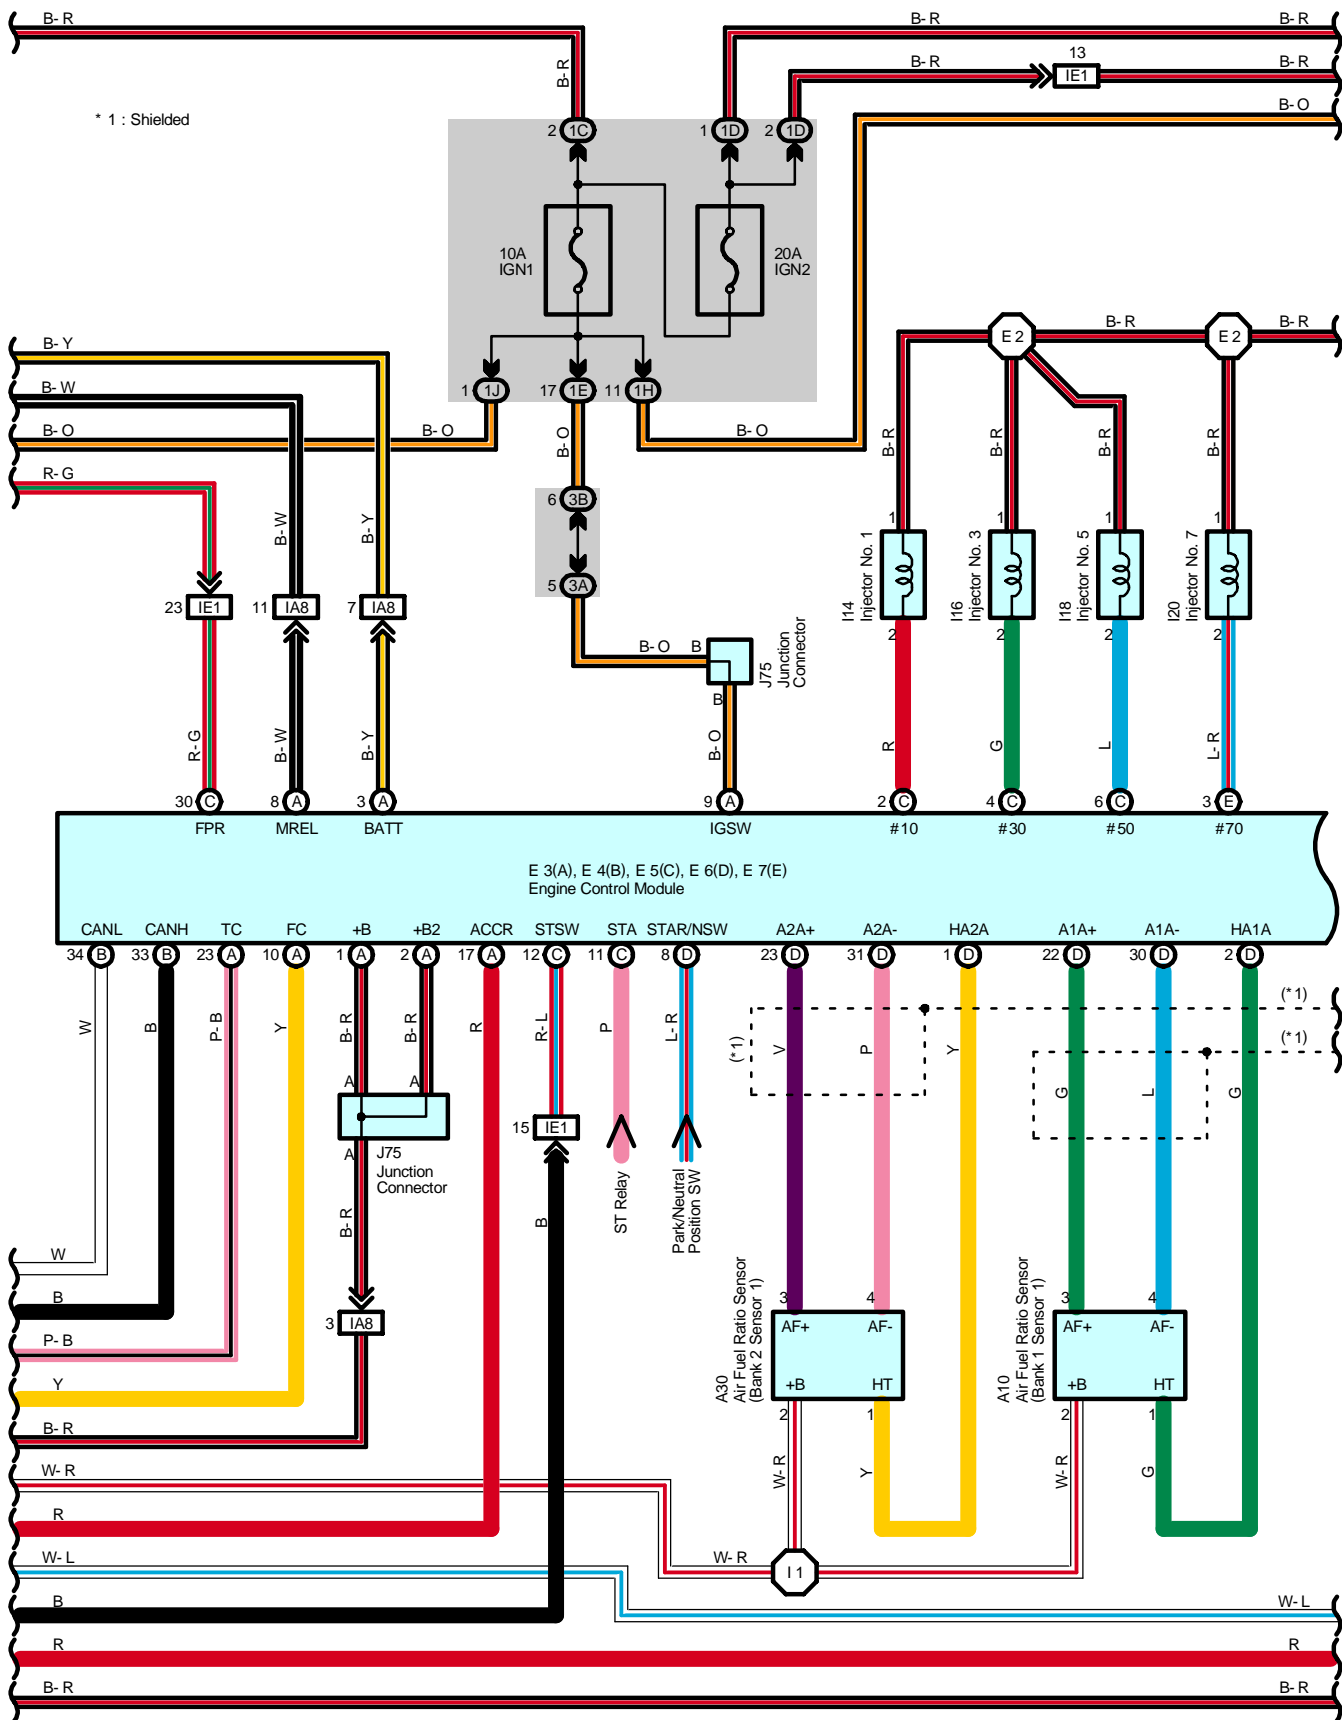 B- R
B- R
B- R
B- R
B- R
13
IE1
B- R
B- O
* 1 : Shielded
2 1C
1 1D
2 1D
10A
IGN1
20A
IGN2
B- Y
B- W
B- O
B- O
R- G
1 1J
17 1E
11 1H
B- O
B- O
E 2
B- R
E 2
B- R
B- W
B- Y
6 3B
5 3A
B- R
B- R
B- R
B- R
1
1
1
1
I14
Injector No. 1
I16
Injector No. 3
I18
Injector No. 5
I20
Injector No. 7
2
2
2
2
23 IE1
11 IA8
7 IA8
B- O B
J75
Junction
Connector
B
R- G
B- W
B- Y
B- O
R
G
L
L- R
30 C
8 A
3 A
9 A
2 C
4 C
6 C
3 E
FPR
MREL
BATT
IGSW
#10
#30
#50
#70
E 3(A), E 4(B), E 5(C), E 6(D), E 7(E)
Engine Control Module
CANL
CANH
TC
FC
+B
+B2
ACCR
STSW
STA
STAR/NSW
A2A+
A2A-
HA2A
A1A+
A1A-
HA1A
34 B
33 B
23 A
10 A
1 A
2 A
17 A
12 C
11 C
8 D
23 D
31 D
1 D
22 D
30 D
2 D
W
B
P- B
Y
B- R
B- R
R
R- L
P
L- R
(*1)
V
P
Y
(*1)
(*1)
G
L
G
A
A
A
J75
Junction
Connector
15 IE1
B- R
B
ST Relay
Park/Neutral
Position SW
W
B
P- B
Y
B- R
3 IA8
A30
Air Fuel Ratio Sensor
(Bank 2 Sensor 1)
3
4
AF+
AF-
+B
HT
2
1
A10
Air Fuel Ratio Sensor
(Bank 1 Sensor 1)
3
4
AF+
AF-
+B
HT
2
1
W- R
Y
W- R
G
W- R
R
W- L
B
W- R
I 1
W- L
R
R
B- R
B- R